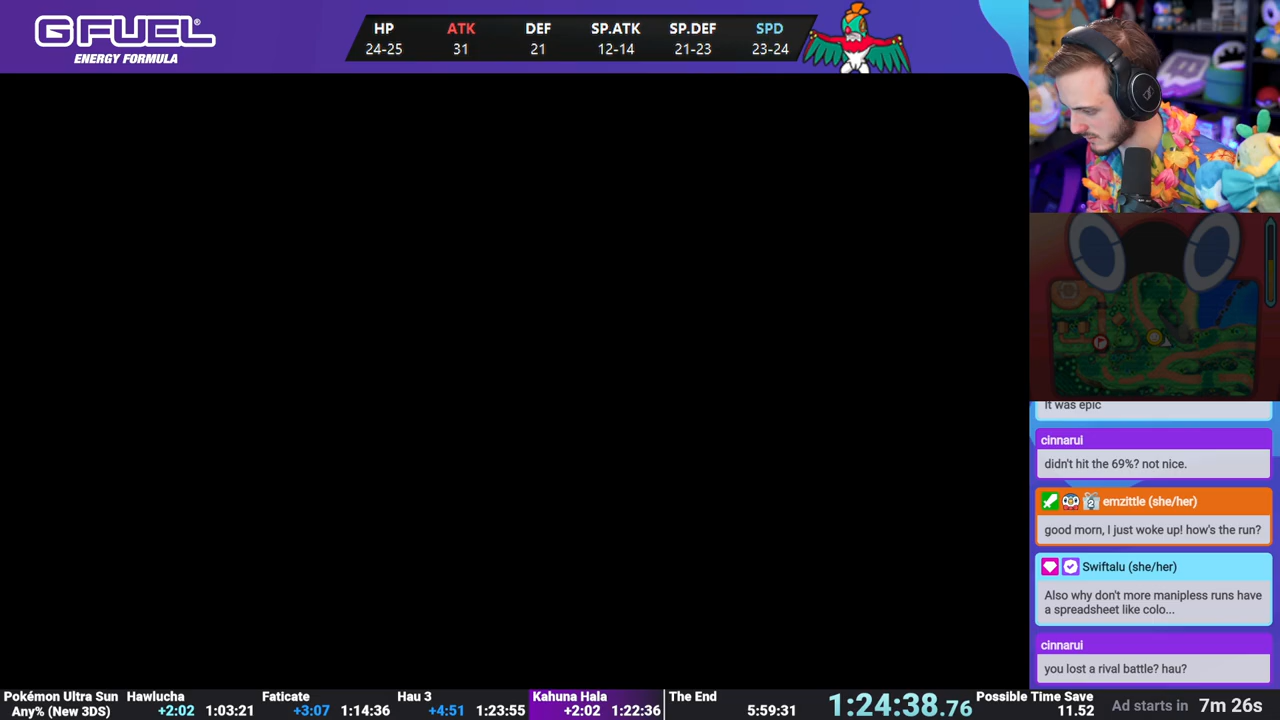 GFUEL®
ENERGY FORMULA
HP ATK DEF SP.ATK SP.DEF SPD
24-25 31 21 12-14 21-23 23-24
It was epic
cinnarui
didn't hit the 69%? not nice.
emzittle (she/her)
good morn, I just woke up! how's the run?
Swiftalu (she/her)
Also why don't more manipless runs have
a spreadsheet like colo...
cinnarui
you lost a rival battle? hau?
Pokémon Ultra Sun Hawlucha Faticate Hau 3 Kahuna Hala The End 1:24:38.76 Possible Time Save Ad starts in 7m 26s
Any% (New 3DS) +2:02 1:03:21 +3:07 1:14:36 +4:51 1:23:55 +2:02 1:22:36 5:59:31 11.52